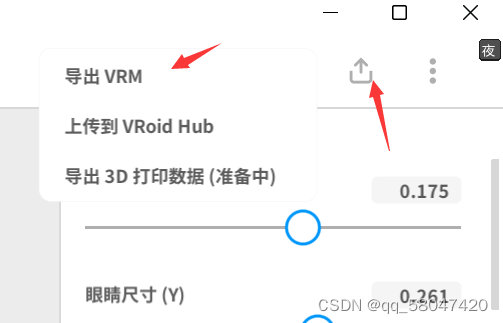 夜
导出 VRM
上传到 VRoid Hub
导出 3D 打印数据 (准备中)
0.175
眼睛尺寸 (Y)
0.261
CSDN @qq_58047420